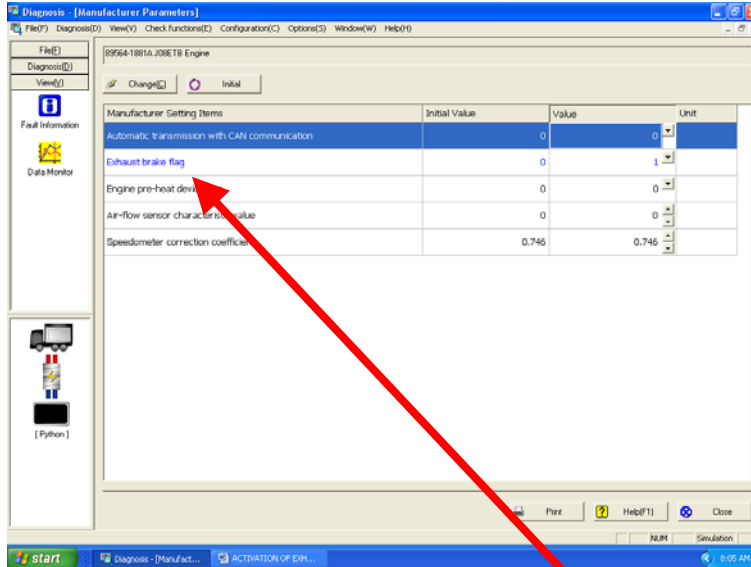 Diagnosis - [Manufacturer Parameters]
File(F) Diagnosis(D) View(V) Check functions(E) Configuration(C) Options(S) Window(W) Help(H)
File(F)
Diagnosis(D)
View(V)
Fault Information
Data Monitor
[ Python ]
89564-1881A J08ETB Engine
Change(C) Initial
Manufacturer Setting Items Initial Value Value Unit
Automatic transmission with CAN communication 0 0
Exhaust brake flag 0 1
Engine pre-heat 0 0
Air-flow sensor value 0 0
Speedometer correction 0.746 0.746
Print Help(F1) Close
NUM Simulation
start Diagnosis - [Manufact... ACTIVATION OF EXH... 8:05 AM